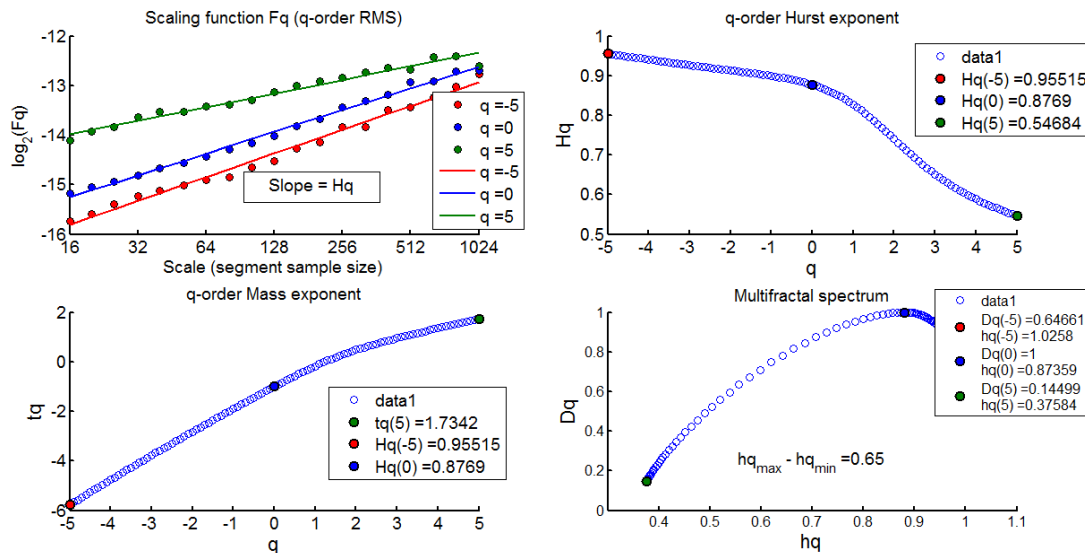 Scaling function Fq (q-order RMS)
-12
-13
-14
-15
-16
log2(Fq)
16
32
64
128
256
512
1024
Scale (segment sample size)
Slope = Hq
q =-5
q =0
q =5
q =-5
q =0
q =5
q-order Hurst exponent
1
0.9
0.8
0.7
0.6
0.5
Hq
-5
-4
-3
-2
-1
0
1
2
3
4
5
q
data1
Hq(-5) =0.95515
Hq(0) =0.8769
Hq(5) =0.54684
q-order Mass exponent
2
0
-2
-4
-6
tq
-5
-4
-3
-2
-1
0
1
2
3
4
5
q
data1
tq(5) =1.7342
Hq(-5) =0.95515
Hq(0) =0.8769
Multifractal spectrum
1
0.8
0.6
0.4
0.2
0
Dq
0.4
0.5
0.6
0.7
0.8
0.9
1
1.1
hq
hqmax - hqmin =0.65
data1
Dq(-5) =0.64661
hq(-5) =1.0258
Dq(0) =1
hq(0) =0.87359
Dq(5) =0.14499
hq(5) =0.37584